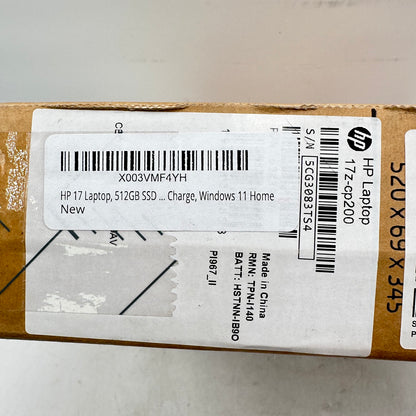 X003VMF4YH
HP 17 Laptop, 512GB SSD ... Charge, Windows 11 Home
New
hp
HP Laptop
17z-cp200
S/N
5CG3083TS4
Made in China
RMN: TPN-I140
BATT: HSTNN-IB9O
PI967_II
520 x 69 x 345